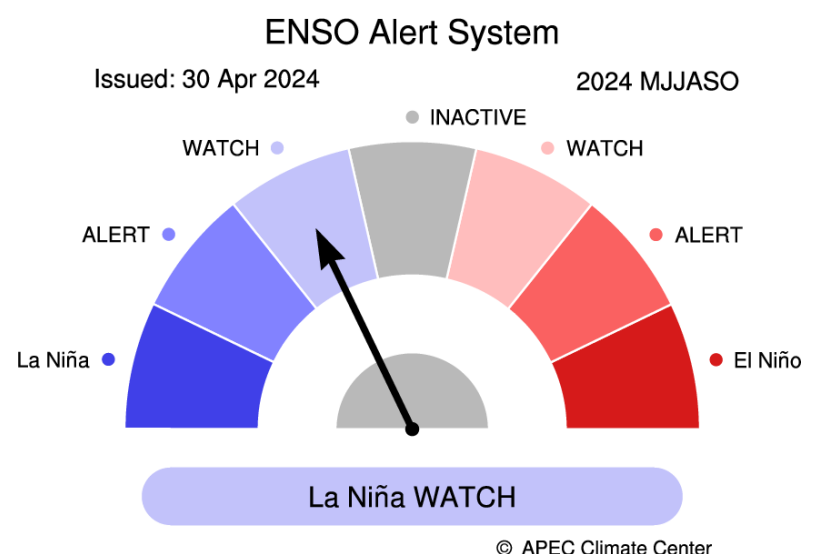 ENSO Alert System
Issued: 30 Apr 2024
2024 MJJASO
INACTIVE
WATCH
WATCH
ALERT
ALERT
La Niña
El Niño
La Niña WATCH
© APEC Climate Center